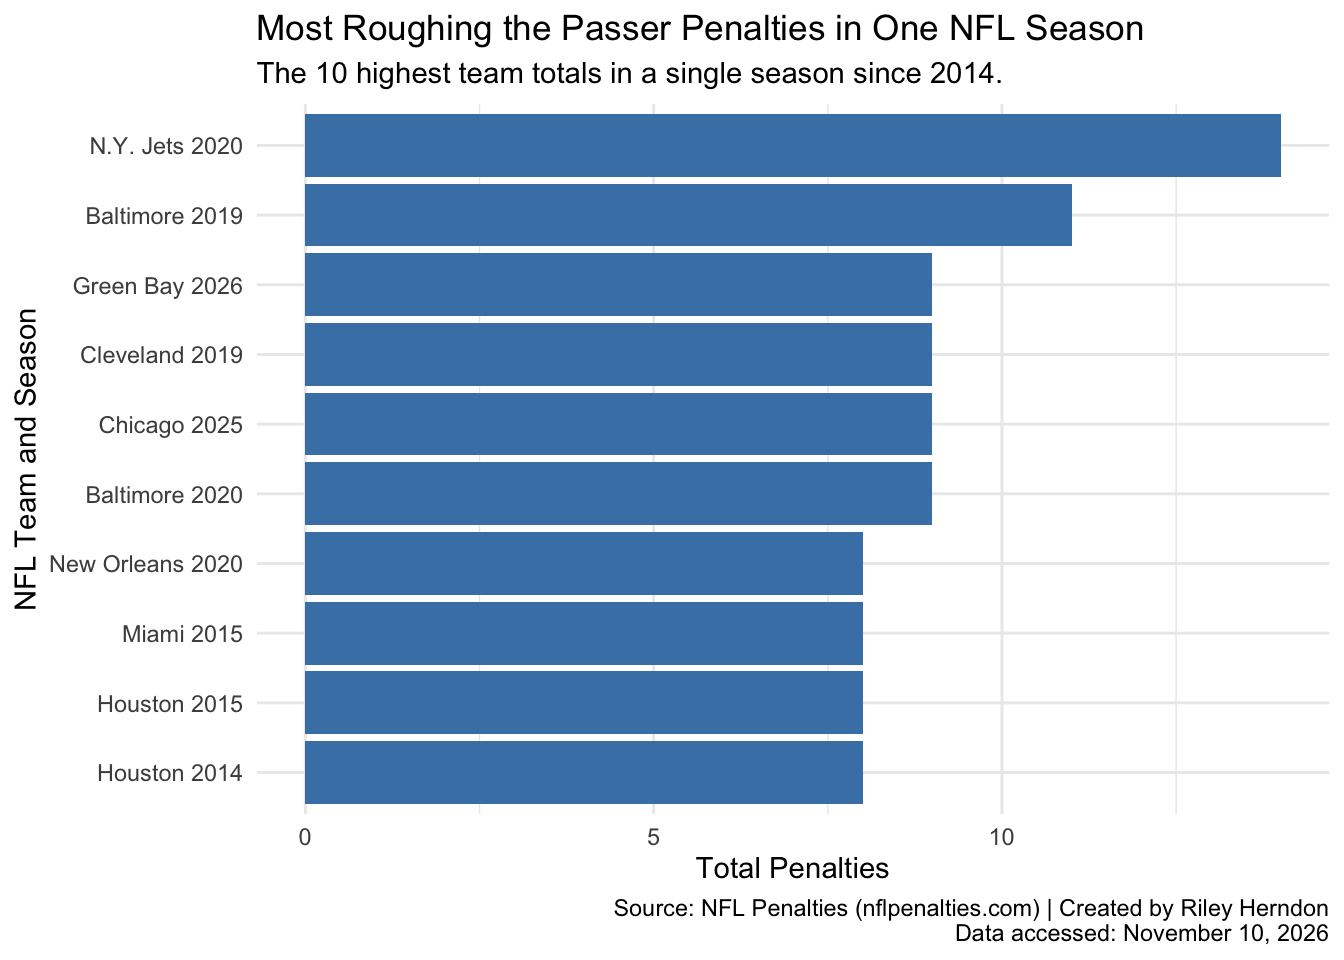 Most Roughing the Passer Penalties in One NFL Season
The 10 highest team totals in a single season since 2014.
NFL Team and Season
N.Y. Jets 2020
Baltimore 2019
Green Bay 2026
Cleveland 2019
Chicago 2025
Baltimore 2020
New Orleans 2020
Miami 2015
Houston 2015
Houston 2014
0 5 10
Total Penalties
Source: NFL Penalties (nflpenalties.com) | Created by Riley Herndon
Data accessed: November 10, 2026